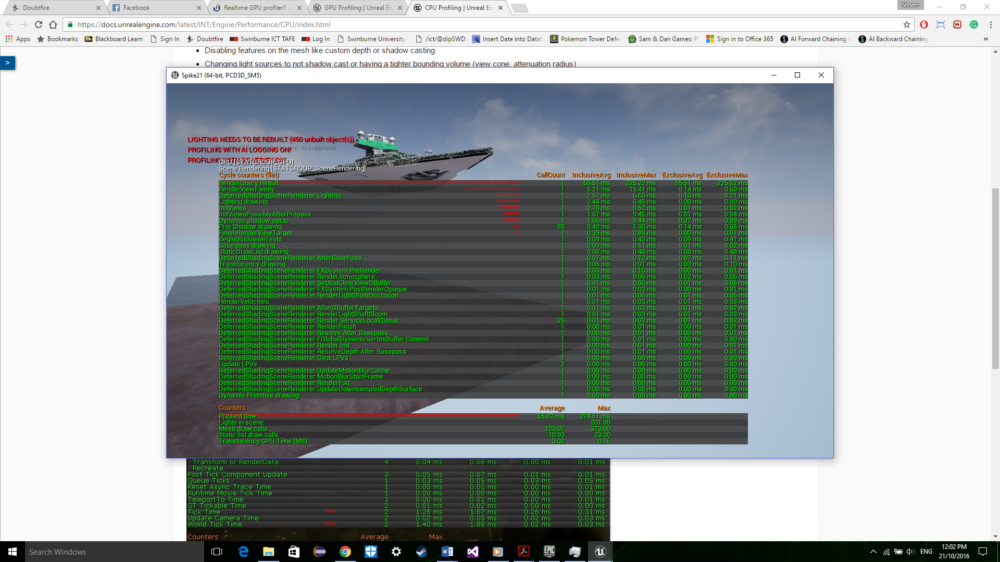 Doubtfire
Facebook
Realtime GPU profiler? -
GPU Profiling | Unreal En
CPU Profiling | Unreal En
Steven
https://docs.unrealengine.com/latest/INT/Engine/Performance/CPU/index.html
Apps
Bookmarks
Bb Blackboard Learn
Sign In
Doubtfire
Swinburne ICT TAFE
Log In
Swinburne University
/ict/@dipSWD
Insert Date into Datab
Pokemon Tower Defen
Sam & Dan Games: Pl
Sign in to Office 365
AI Forward Chaining i
AI Backward Chaining
»
• Disabling features on the mesh like custom depth or shadow casting
>
• Changing light sources to not shadow cast or having a tighter bounding volume (view cone, attenuation radius)
Spike21 (64-bit, PCD3D_SM5)
LIGHTING NEEDS TO BE REBUILT (450 unbuilt object(s))
' to suppress
PROFILING WITH AI LOGGING ON!
PROFILING WITH GC VERIFY ON!
GPU [STATGROUP_GPU]
Scene Rendering [STATGROUP_SceneRendering]
Cycle counters (flat) CallCount InclusiveAvg InclusiveMax ExclusiveAvg ExclusiveMax
RenderQuery Result 1 65.51 ms 225.22 ms 65.51 ms 225.22 ms
RenderViewFamily 1 6.21 ms 15.41 ms 0.14 ms 0.60 ms
DeferredShadingSceneRenderer Lighting 1 2.57 ms 6.65 ms 0.10 ms 0.21 ms
Lighting drawing 1 2.44 ms 6.45 ms 0.00 ms 0.00 ms
InitViews 1 2.18 ms 9.52 ms 0.01 ms 0.02 ms
InitViewsPossiblyAfterPrepass 1 1.67 ms 9.46 ms 0.01 ms 0.04 ms
Dynamic shadow setup 1 1.66 ms 9.44 ms 0.27 ms 0.89 ms
Proj Shadow drawing 85 0.49 ms 1.30 ms 0.14 ms 0.65 ms
FinishRenderViewTarget 1 0.39 ms 0.89 ms 0.00 ms 0.01 ms
BeginOcclusionTests 1 0.09 ms 0.43 ms 0.09 ms 0.41 ms
Base pass drawing 1 0.09 ms 0.51 ms 0.01 ms 0.02 ms
StaticDrawList drawing 1 0.08 ms 0.48 ms 0.08 ms 0.48 ms
DeferredShadingSceneRenderer AfterBasePass 1 0.07 ms 0.12 ms 0.07 ms 0.11 ms
Translucency drawing 1 0.05 ms 0.91 ms 0.03 ms 0.10 ms
DeferredShadingSceneRenderer FXSystem PreRender 1 0.03 ms 0.10 ms 0.00 ms 0.01 ms
DeferredShadingSceneRenderer RenderAtmosphere 1 0.03 ms 0.06 ms 0.02 ms 0.06 ms
DeferredShadingSceneRenderer SetAndClearViewGBuffer 1 0.01 ms 0.06 ms 0.01 ms 0.05 ms
DeferredShadingSceneRenderer FXSystem PostRenderOpaque 1 0.01 ms 0.03 ms 0.00 ms 0.01 ms
DeferredShadingSceneRenderer RenderLightShaftOcclusion 1 0.01 ms 0.05 ms 0.01 ms 0.05 ms
RenderVelocities 1 0.01 ms 0.03 ms 0.01 ms 0.03 ms
DeferredShadingSceneRenderer AllocGBufferTargets 1 0.01 ms 0.02 ms 0.01 ms 0.02 ms
DeferredShadingSceneRenderer RenderLightShaftBloom 1 0.01 ms 0.03 ms 0.01 ms 0.03 ms
DeferredShadingSceneRenderer Render ServiceLocalQueue 25 0.01 ms 0.02 ms 0.01 ms 0.02 ms
DeferredShadingSceneRenderer RenderFinish 1 0.00 ms 0.01 ms 0.00 ms 0.01 ms
DeferredShadingSceneRenderer Resolve After Basepass 1 0.00 ms 0.01 ms 0.00 ms 0.01 ms
DeferredShadingSceneRenderer FGlobalDynamicVertexBuffer Commit 1 0.00 ms 0.01 ms 0.00 ms 0.00 ms
DeferredShadingSceneRenderer Render Init 1 0.00 ms 0.01 ms 0.00 ms 0.01 ms
DeferredShadingSceneRenderer ResolveDepth After Basepass 1 0.00 ms 0.01 ms 0.00 ms 0.01 ms
DeferredShadingSceneRenderer ClearLPVs 1 0.00 ms 0.00 ms 0.00 ms 0.00 ms
Update LPVs 2 0.00 ms 0.00 ms 0.00 ms 0.00 ms
DeferredShadingSceneRenderer UpdateMotionBlurCache 1 0.00 ms 0.00 ms 0.00 ms 0.00 ms
DeferredShadingSceneRenderer MotionBlurStartFrame 1 0.00 ms 0.00 ms 0.00 ms 0.00 ms
DeferredShadingSceneRenderer RenderFog 1 0.00 ms 0.00 ms 0.00 ms 0.00 ms
DeferredShadingSceneRenderer UpdateDownsampledDepthSurface 1 0.00 ms 0.00 ms 0.00 ms 0.00 ms
Dynamic Primitive drawing 1 0.00 ms 0.00 ms 0.00 ms 0.00 ms
Counters Average Max
Present time 65.83 ms 224.51 ms
Lights in scene 201.00
Mesh draw calls 123.07 373.00
Static list draw calls 10.93 23.00
Translucency GPU Time (MS) 0.02 0.16
Transform or RenderData 4 0.04 ms 0.06 ms 0.00 ms 0.01 ms
Recreate
Post Tick Component Update 3 0.05 ms 0.07 ms 0.01 ms 0.01 ms
Queue Ticks 1 0.03 ms 0.05 ms 0.03 ms 0.05 ms
Reset Async Trace Time 1 0.00 ms 0.01 ms 0.00 ms 0.01 ms
Runtime Movie Tick Time 1 0.00 ms 0.00 ms 0.00 ms 0.00 ms
TeleportTo Time 1 0.00 ms 0.01 ms 0.00 ms 0.01 ms
GT Tickable Time 2 0.01 ms 0.02 ms 0.00 ms 0.00 ms
Tick Time 2 1.26 ms 1.67 ms 0.26 ms 0.31 ms
Update Camera Time 2 0.02 ms 0.05 ms 0.02 ms 0.03 ms
World Tick Time 2 1.40 ms 1.88 ms 0.02 ms 0.03 ms
Counters Average Max
Search Windows
EPIC GAMES
ENG
12:02 PM
21/10/2016